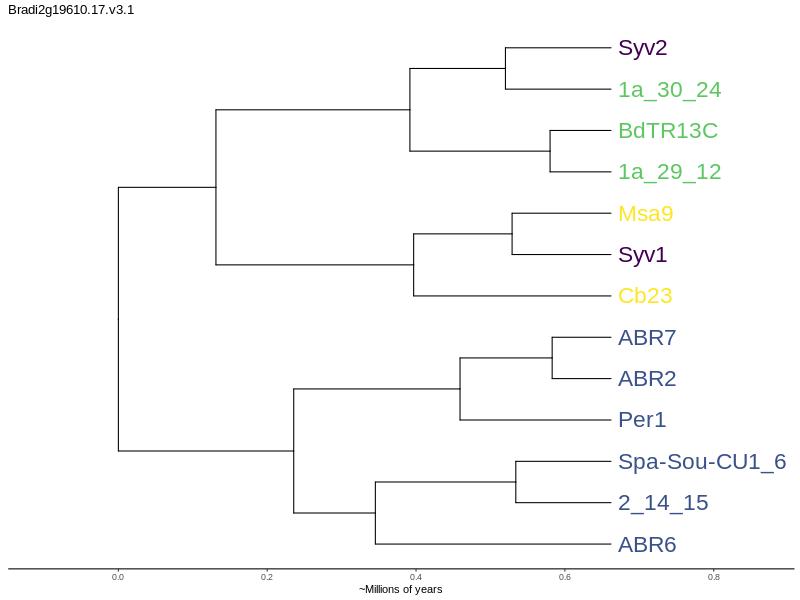 Bradi2g19610.17.v3.1
Syv2
1a_30_24
BdTR13C
1a_29_12
Msa9
Syv1
Cb23
ABR7
ABR2
Per1
Spa-Sou-CU1_6
2_14_15
ABR6
0.0 0.2 0.4 0.6 0.8
~Millions of years